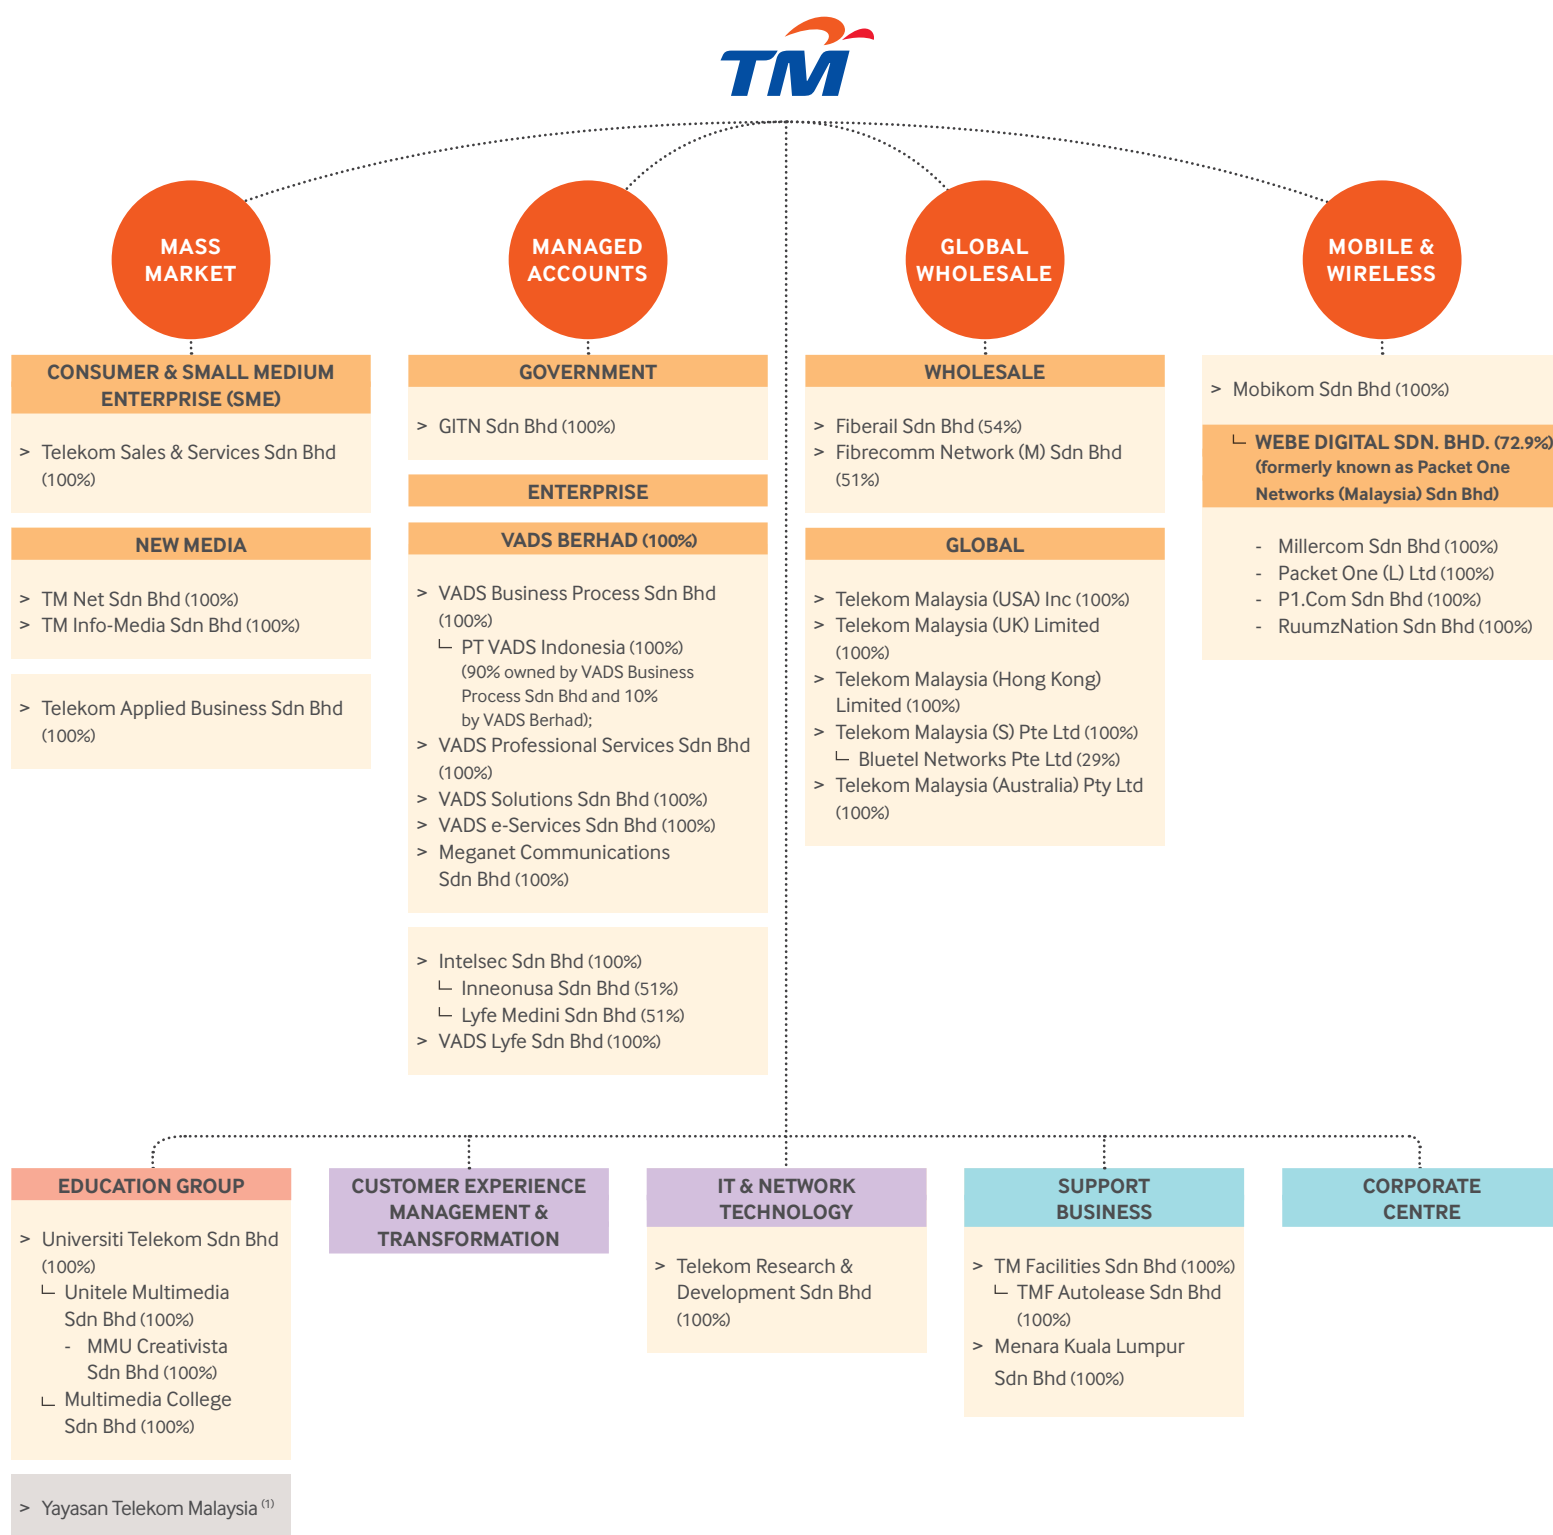 TM
MASS
MARKET
MANAGED
ACCOUNTS
GLOBAL
WHOLESALE
MOBILE &
WIRELESS
CONSUMER & SMALL MEDIUM
ENTERPRISE (SME)
> Telekom Sales & Services Sdn Bhd
(100%)
NEW MEDIA
> TM Net Sdn Bhd (100%)
> TM Info-Media Sdn Bhd (100%)
> Telekom Applied Business Sdn Bhd
(100%)
GOVERNMENT
> GITN Sdn Bhd (100%)
ENTERPRISE
VADS BERHAD (100%)
> VADS Business Process Sdn Bhd
(100%)
PT VADS Indonesia (100%)
(90% owned by VADS Business
Process Sdn Bhd and 10%
by VADS Berhad);
> VADS Professional Services Sdn Bhd
(100%)
> VADS Solutions Sdn Bhd (100%)
> VADS e-Services Sdn Bhd (100%)
> Meganet Communications
Sdn Bhd (100%)
> Intelsec Sdn Bhd (100%)
Inneonusa Sdn Bhd (51%)
Lyfe Medini Sdn Bhd (51%)
> VADS Lyfe Sdn Bhd (100%)
WHOLESALE
> Fiberail Sdn Bhd (54%)
> Fibrecomm Network (M) Sdn Bhd
(51%)
GLOBAL
> Telekom Malaysia (USA) Inc (100%)
> Telekom Malaysia (UK) Limited
(100%)
> Telekom Malaysia (Hong Kong)
Limited (100%)
> Telekom Malaysia (S) Pte Ltd (100%)
Bluetel Networks Pte Ltd (29%)
> Telekom Malaysia (Australia) Pty Ltd
(100%)
> Mobikom Sdn Bhd (100%)
WEBE DIGITAL SDN. BHD. (72.9%)
(formerly known as Packet One
Networks (Malaysia) Sdn Bhd)
- Millercom Sdn Bhd (100%)
- Packet One (L) Ltd (100%)
- P1.Com Sdn Bhd (100%)
- RuumzNation Sdn Bhd (100%)
EDUCATION GROUP
> Universiti Telekom Sdn Bhd
(100%)
Unitele Multimedia
Sdn Bhd (100%)
- MMU Creativista
Sdn Bhd (100%)
Multimedia College
Sdn Bhd (100%)
> Yayasan Telekom Malaysia (1)
CUSTOMER EXPERIENCE
MANAGEMENT &
TRANSFORMATION
IT & NETWORK
TECHNOLOGY
> Telekom Research &
Development Sdn Bhd
(100%)
SUPPORT
BUSINESS
> TM Facilities Sdn Bhd (100%)
TMF Autolease Sdn Bhd
(100%)
> Menara Kuala Lumpur
Sdn Bhd (100%)
CORPORATE
CENTRE